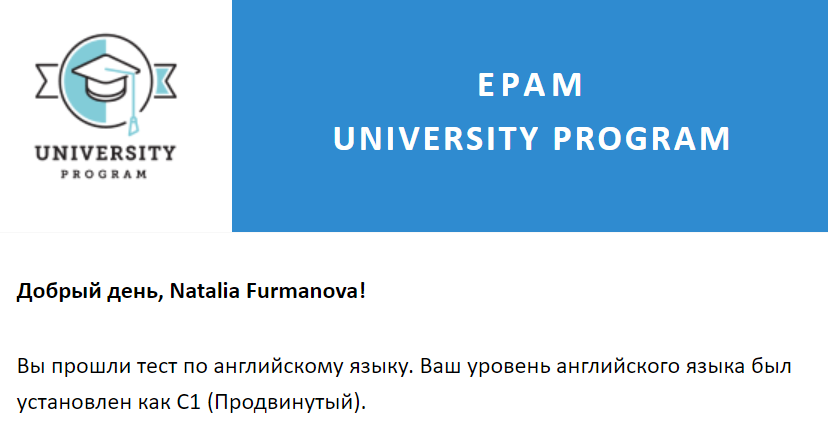 UNIVERSITY
PROGRAM
EPAM
UNIVERSITY PROGRAM
Добрый день, Natalia Furmanova!
Вы прошли тест по английскому языку. Ваш уровень английского языка был
установлен как C1 (Продвинутый).